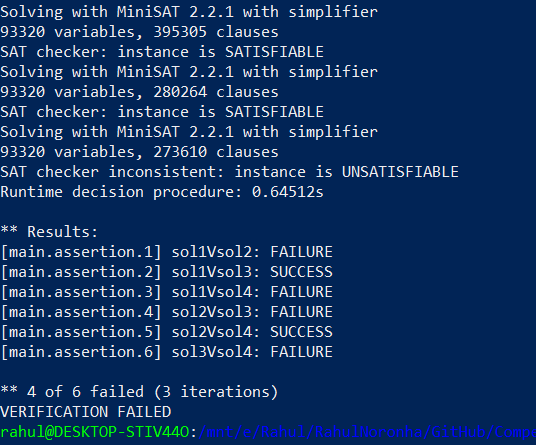 Solving with MiniSAT 2.2.1 with simplifier
93320 variables, 395305 clauses
SAT checker: instance is SATISFIABLE
Solving with MiniSAT 2.2.1 with simplifier
93320 variables, 280264 clauses
SAT checker: instance is SATISFIABLE
Solving with MiniSAT 2.2.1 with simplifier
93320 variables, 273610 clauses
SAT checker inconsistent: instance is UNSATISFIABLE
Runtime decision procedure: 0.64512s
** Results:
[main.assertion.1] sol1Vsol2: FAILURE
[main.assertion.2] sol1Vsol3: SUCCESS
[main.assertion.3] sol1Vsol4: FAILURE
[main.assertion.4] sol2Vsol3: FAILURE
[main.assertion.5] sol2Vsol4: SUCCESS
[main.assertion.6] sol3Vsol4: FAILURE
** 4 of 6 failed (3 iterations)
VERIFICATION FAILED
rahul@DESKTOP-STIV44O:/mnt/e/Rahul/RahulNoronha/GitHub/Compu